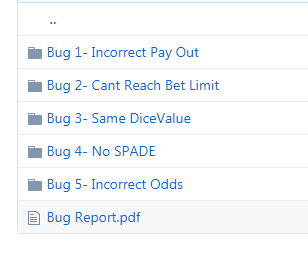 ..
Bug 1- Incorrect Pay Out
Bug 2- Cant Reach Bet Limit
Bug 3- Same DiceValue
Bug 4- No SPADE
Bug 5- Incorrect Odds
Bug Report.pdf